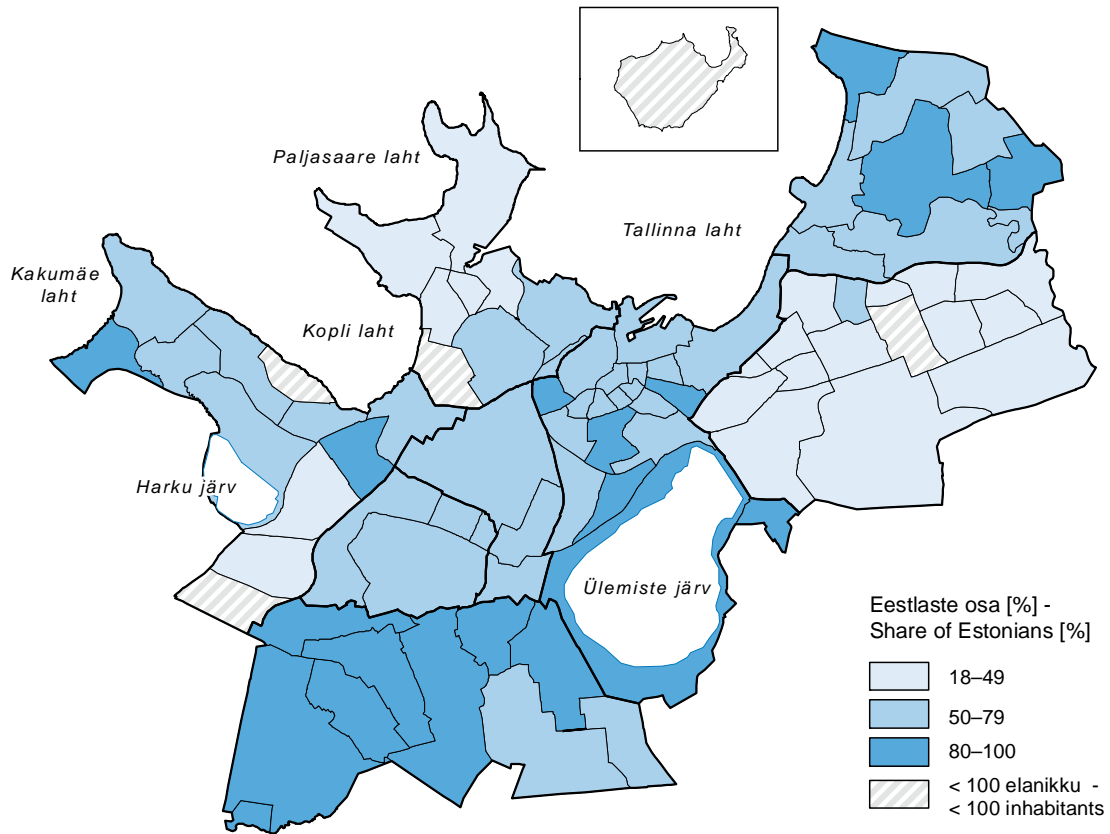 Paljasaare laht
Tallinna laht
Kakumäe
laht
Kopli laht
Harku järv
Ülemiste järv
Eestlaste osa [%] -
Share of Estonians [%]
18–49
50–79
80–100
< 100 elanikku -
< 100 inhabitants